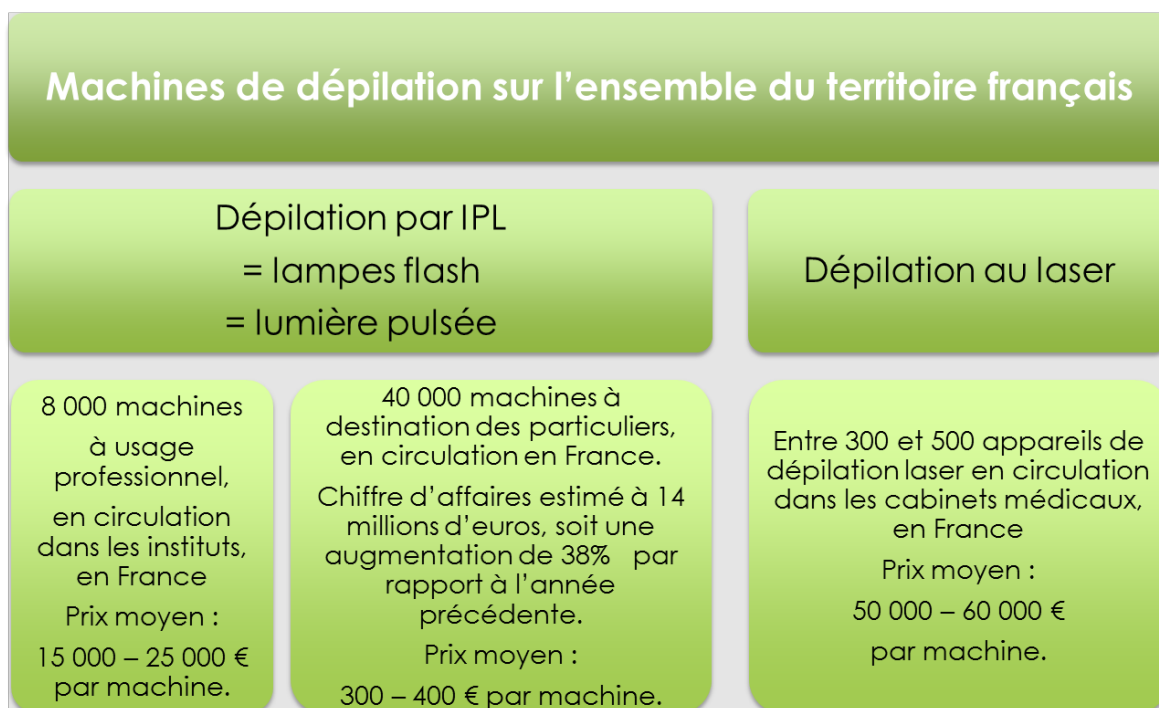 Machines de dépilation sur l’ensemble du territoire français
Dépilation par IPL
= lampes flash
= lumière pulsée
Dépilation au laser
8 000 machines
à usage
professionnel,
en circulation
dans les instituts,
en France
Prix moyen :
15 000 – 25 000 €
par machine.
40 000 machines à
destination des particuliers,
en circulation en France.
Chiffre d’affaires estimé à 14
millions d’euros, soit une
augmentation de 38% par
rapport à l’année
précédente.
Prix moyen :
300 – 400 € par machine.
Entre 300 et 500 appareils de
dépilation laser en circulation
dans les cabinets médicaux,
en France
Prix moyen :
50 000 – 60 000 €
par machine.